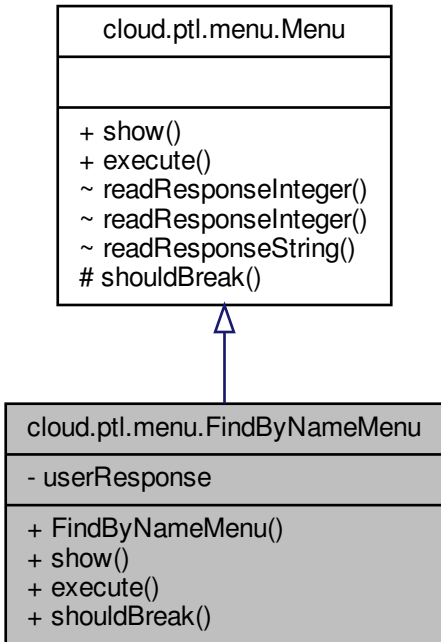 cloud.ptl.menu.Menu
+ show()
+ execute()
~ readResponseInteger()
~ readResponseInteger()
~ readResponseString()
# shouldBreak()
cloud.ptl.menu.FindByNameMenu
- userResponse
+ FindByNameMenu()
+ show()
+ execute()
+ shouldBreak()